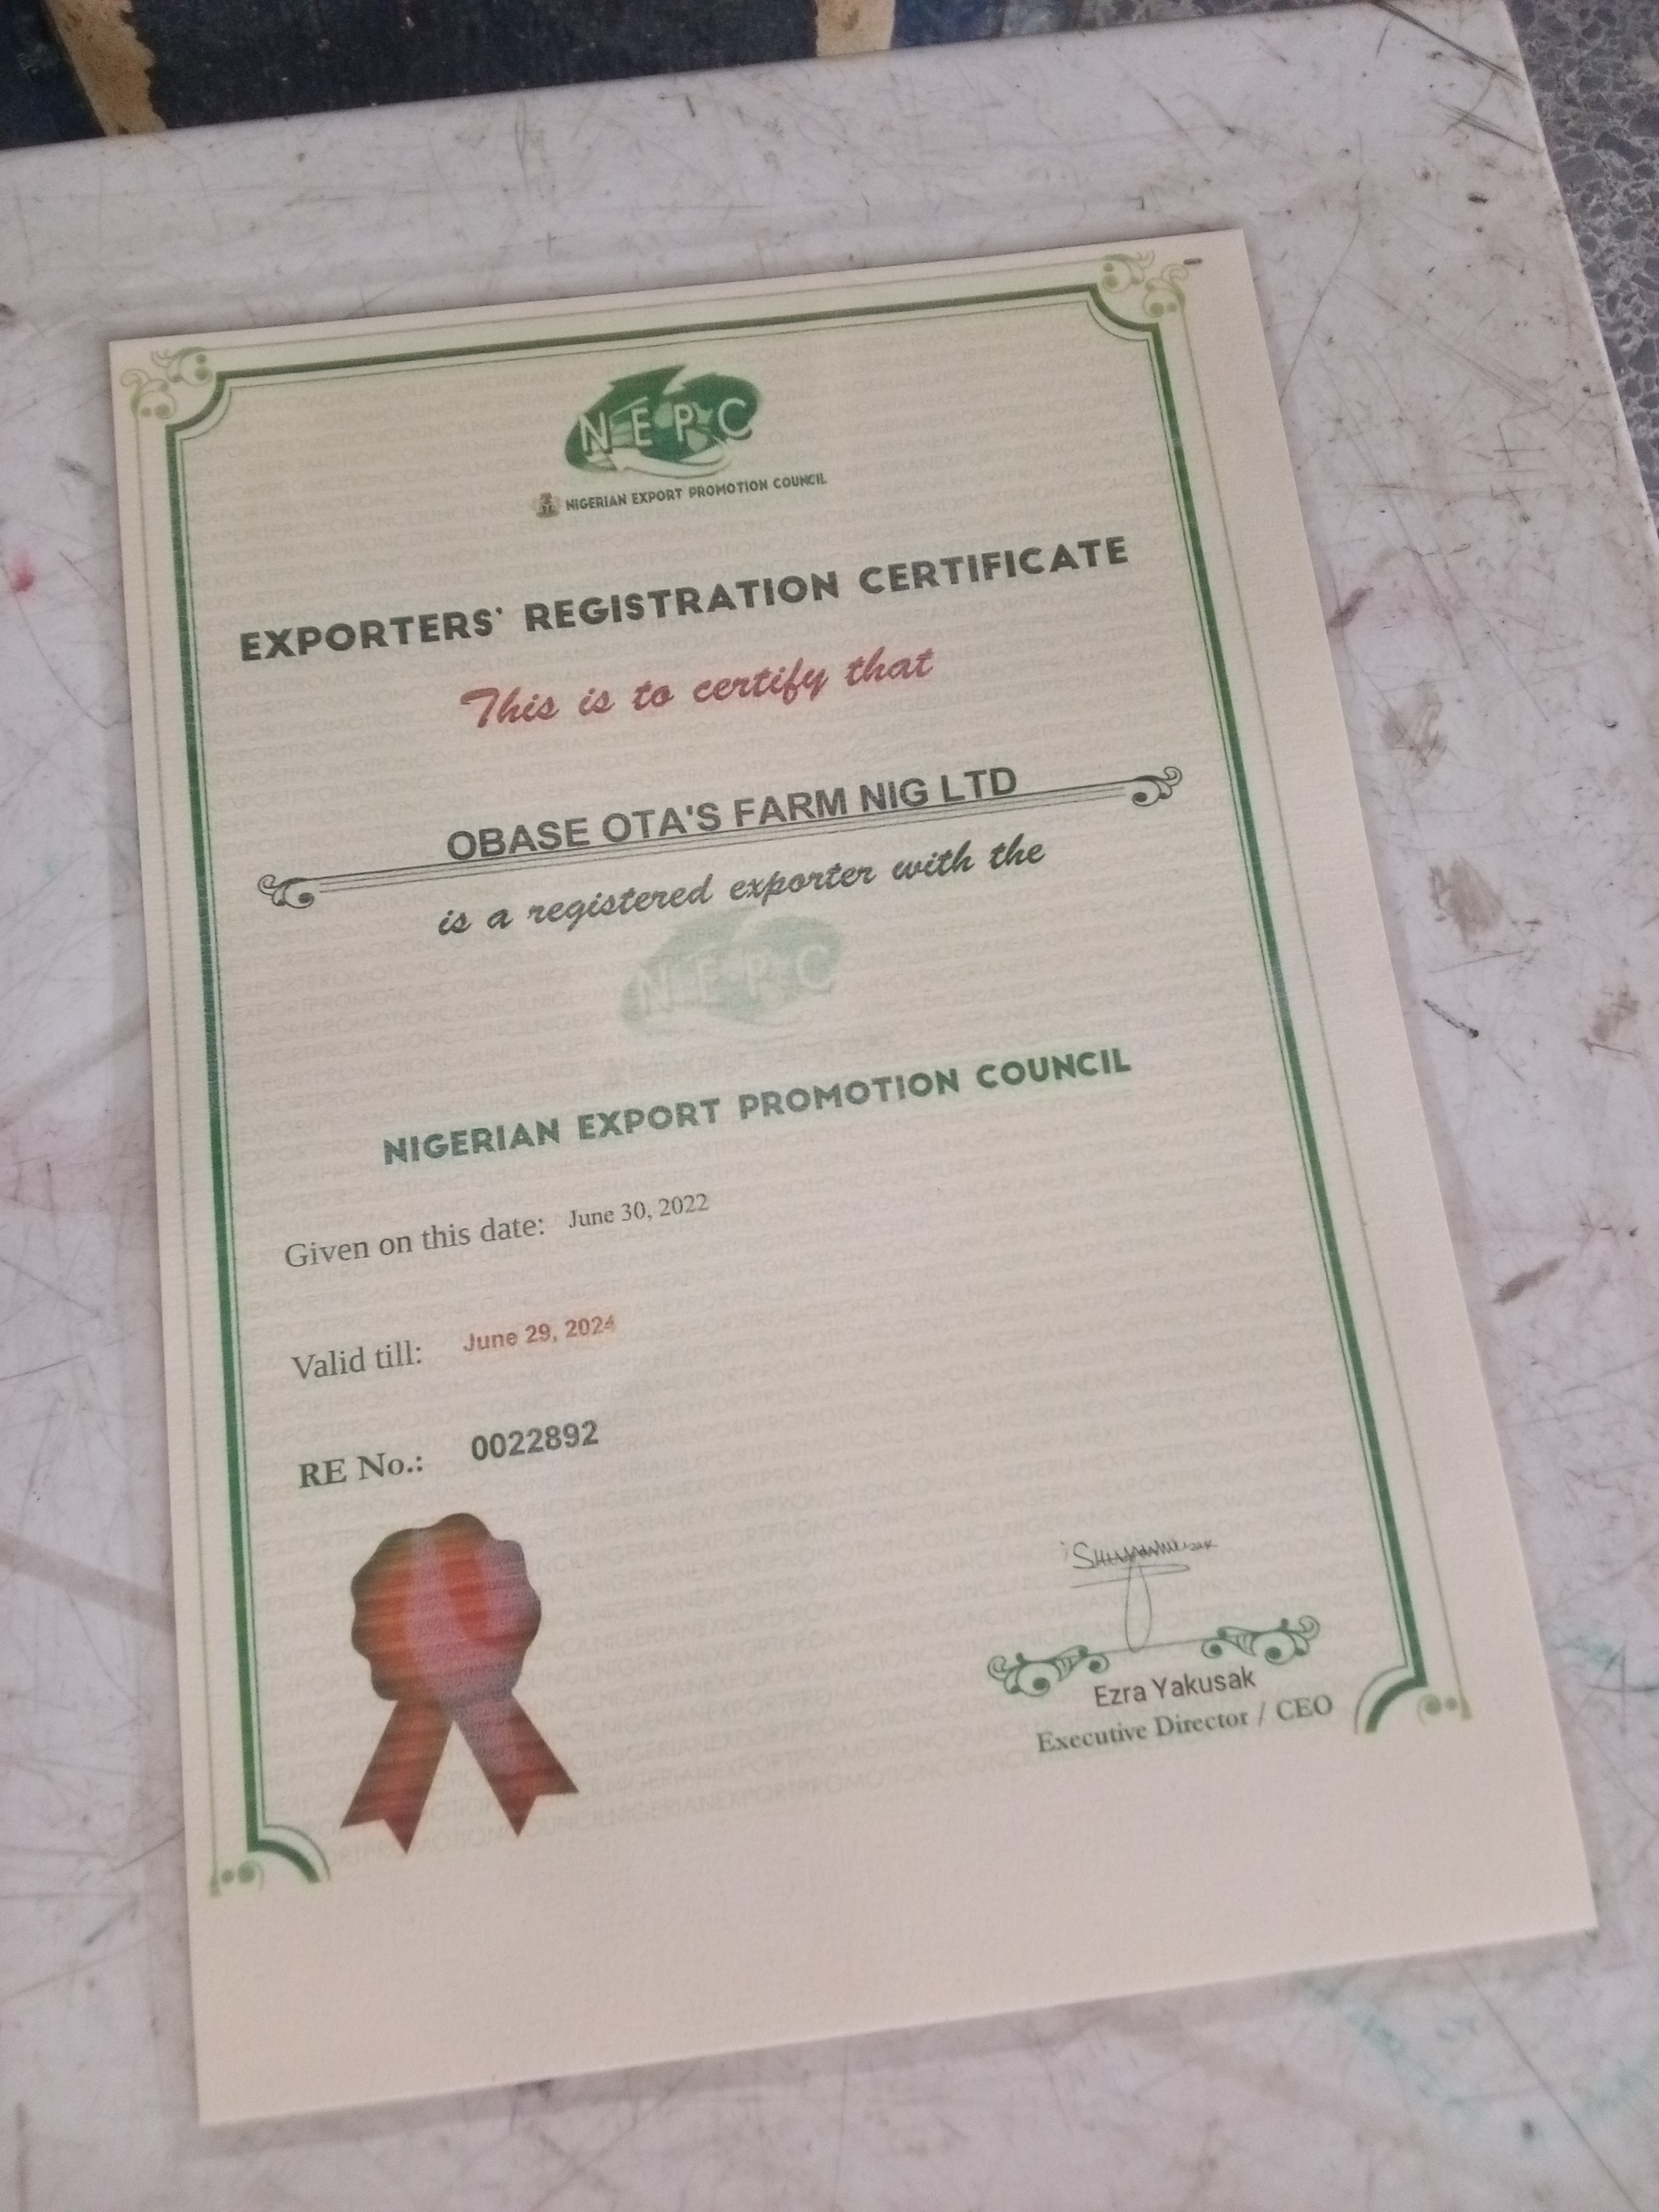 NEPC
NIGERIAN EXPORT PROMOTION COUNCIL
EXPORTERS' REGISTRATION CERTIFICATE
This is to certify that
OBASE OTA'S FARM NIG LTD
is a registered exporter with the
NEPC
NIGERIAN EXPORT PROMOTION COUNCIL
Given on this date: June 30, 2022
Valid till: June 29, 2024
RE No.: 0022892
Ezra Yakusak
Executive Director / CEO